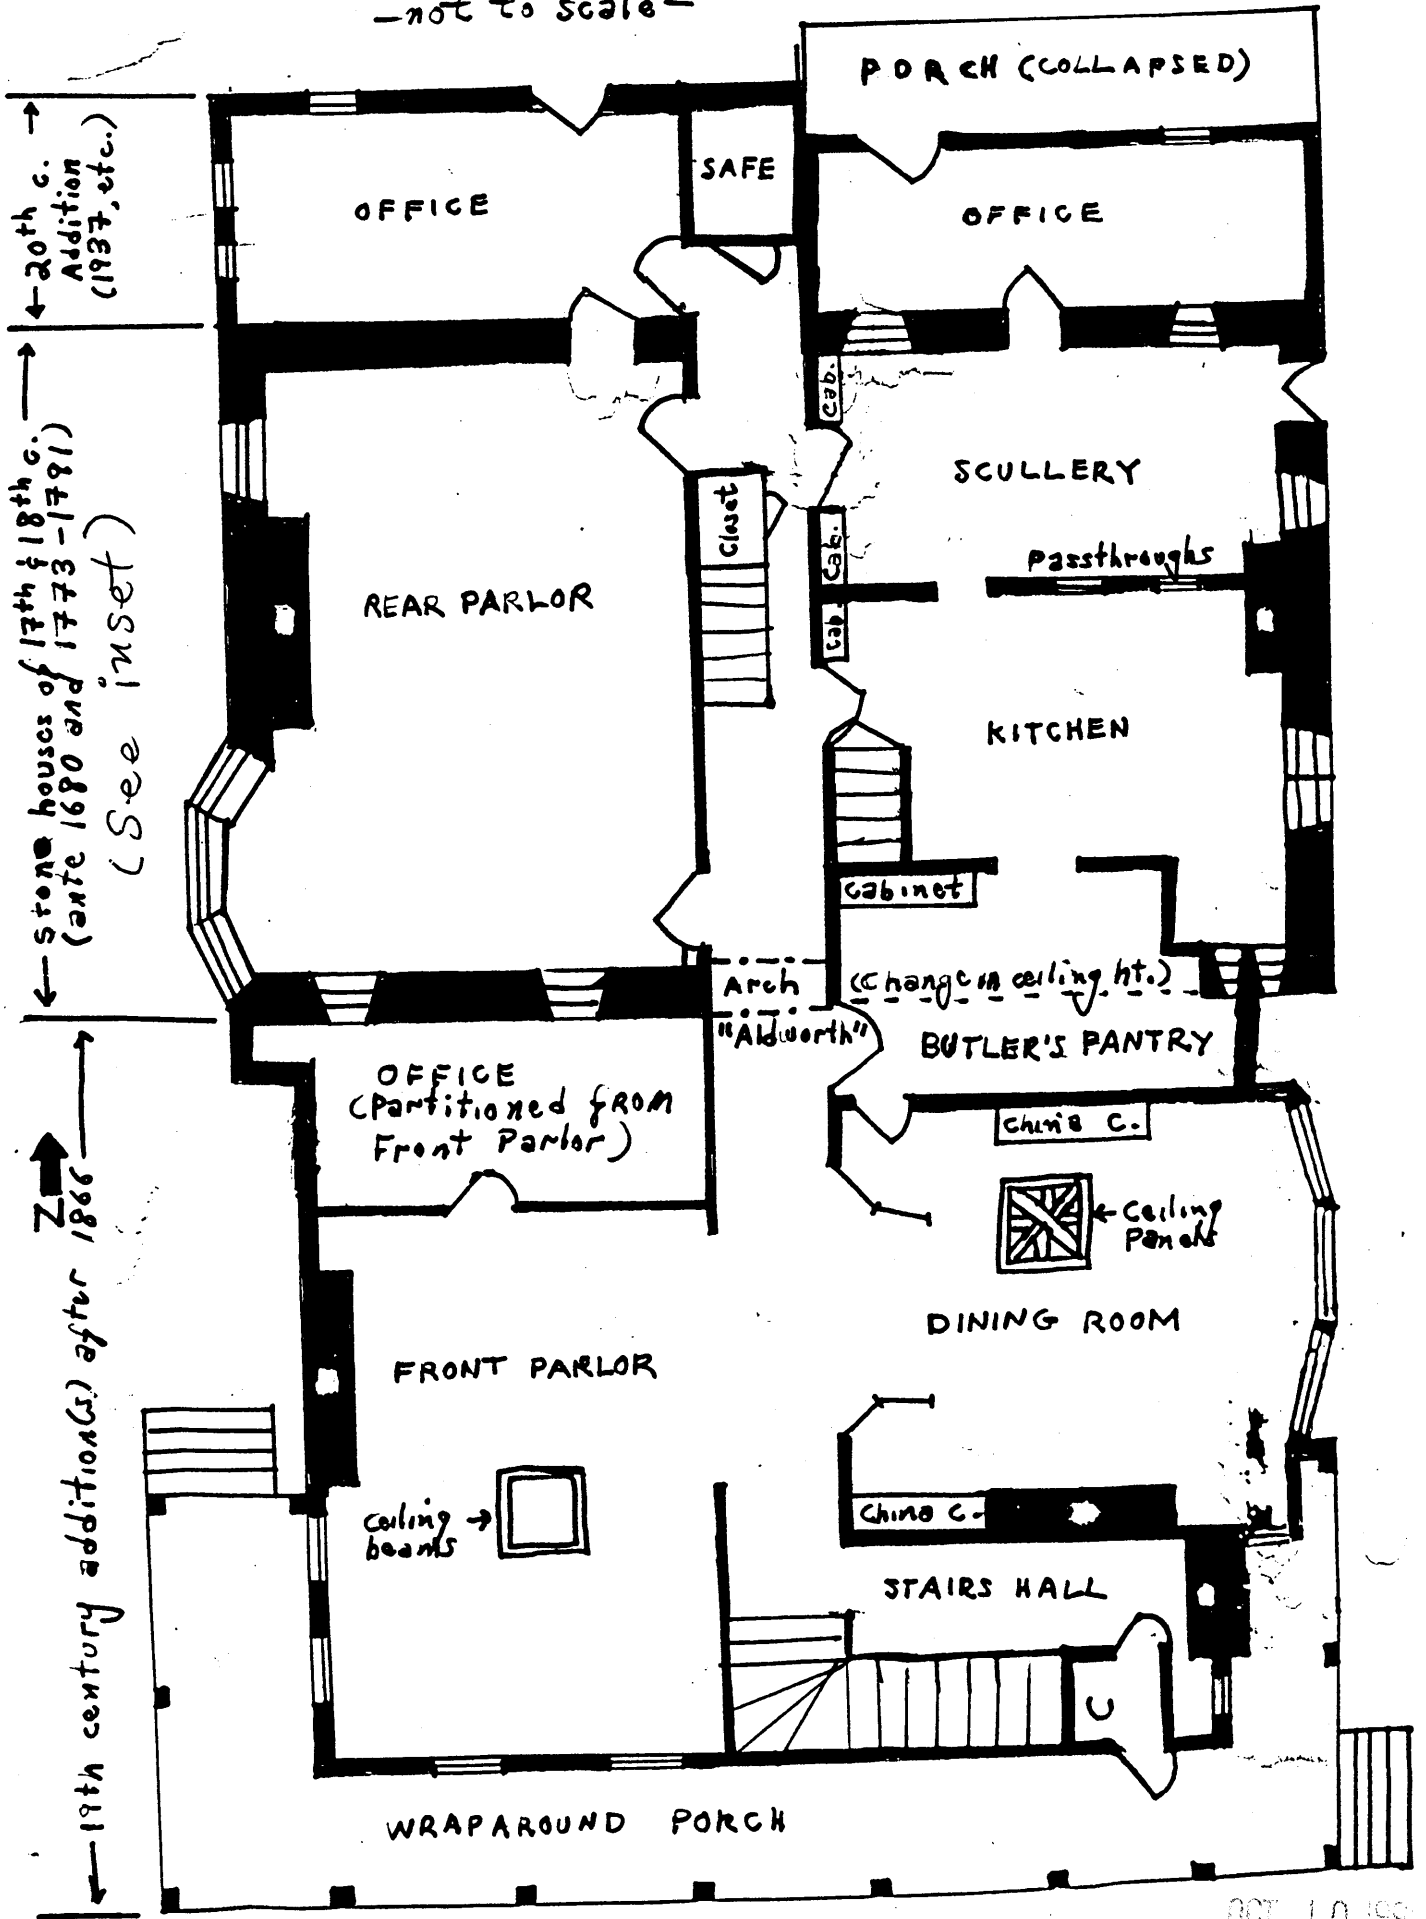 —not to scale—
PORCH (COLLAPSED)
OFFICE
SAFE
OFFICE
←20th c.→
Addition
(1937, etc.)
Cab.
SCULLERY
Closet
Cab.
Passthroughs
REAR PARLOR
Cab.
KITCHEN
← stone houses of 17th & 18th c. →
(ante 1680 and 1773-1791)
(See inset)
Cabinet
Arch
(Change in ceiling ht.)
"Aldworth"
BUTLER'S PANTRY
OFFICE
(Partitioned FROM
Front Parlor)
China C.
N
Ceiling
Panels
DINING ROOM
FRONT PARLOR
Ceiling
beams
China C.
STAIRS HALL
C
← 19th century addition(s) after 1866 →
WRAPAROUND PORCH